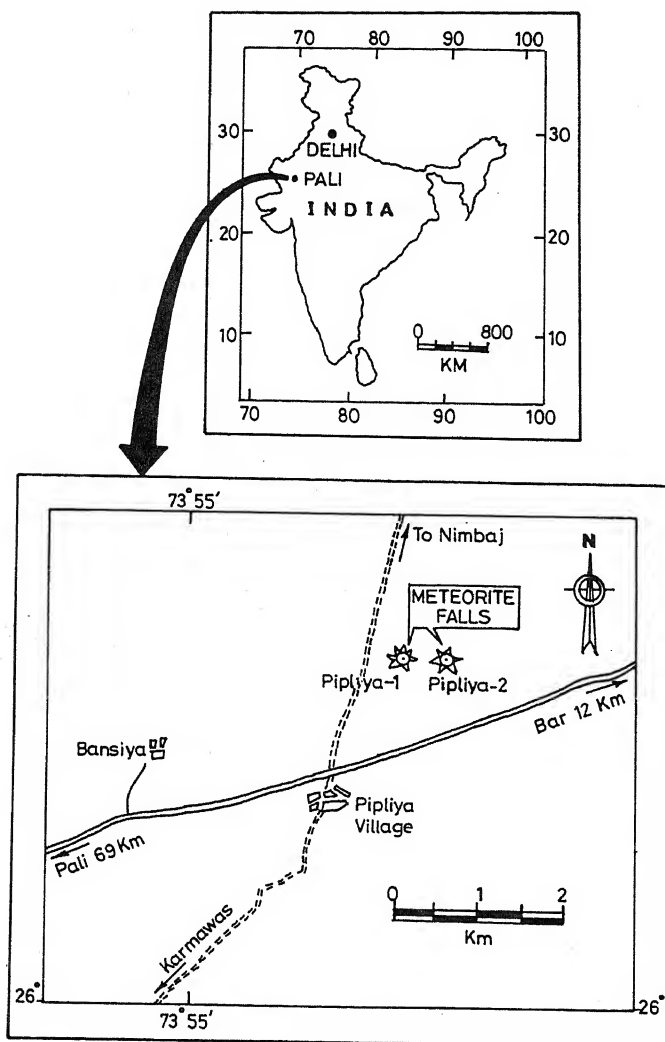 70 80 90 100
30 30
DELHI
PALI
INDIA
20 20
0 800
KM
10 10
70 80 90 100
73°55'
To Nimbaj
N
METEORITE
FALLS
Pipliya-1 Pipliya-2
Bar 12 Km
Bansiya
Pipliya
Village
Pali 69 Km
0 1 2
Km
Karmawas
26° 26°
73°55'